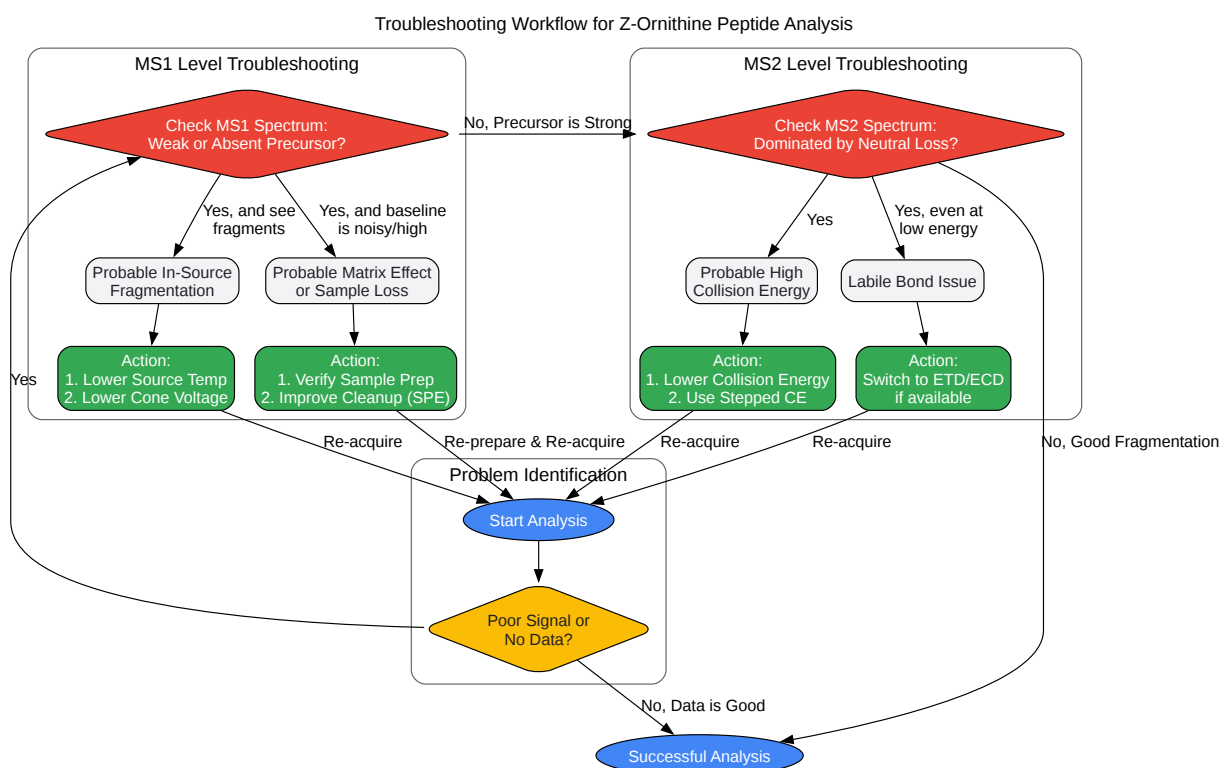 Troubleshooting Workflow for Z-Ornithine Peptide Analysis
MS1 Level Troubleshooting
MS2 Level Troubleshooting
Check MS1 Spectrum:
Weak or Absent Precursor?
No, Precursor is Strong
Check MS2 Spectrum:
Dominated by Neutral Loss?
Yes, and see
fragments
Yes, and baseline
is noisy/high
Yes
Yes, even at
low energy
Probable In-Source
Fragmentation
Probable Matrix Effect
or Sample Loss
Probable High
Collision Energy
Labile Bond Issue
Action:
1. Lower Source Temp
2. Lower Cone Voltage
Action:
1. Verify Sample Prep
2. Improve Cleanup (SPE)
Action:
1. Lower Collision Energy
2. Use Stepped CE
Action:
Switch to ETD/ECD
if available
Yes
Re-acquire
Re-prepare & Re-acquire
Re-acquire
Re-acquire
No, Good Fragmentation
Problem Identification
Start Analysis
Poor Signal or
No Data?
No, Data is Good
Successful Analysis